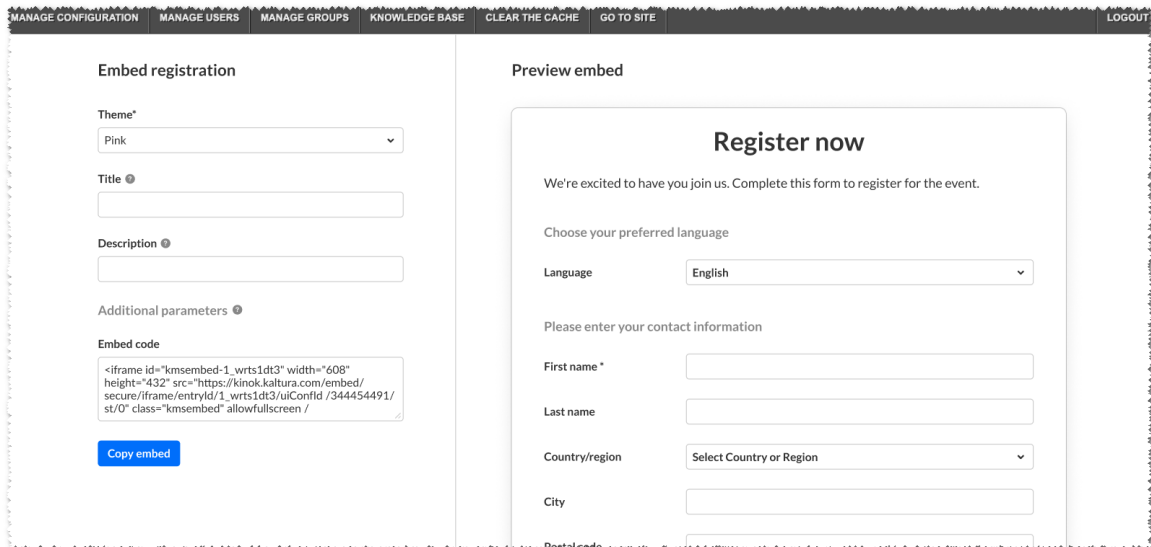 MANAGE CONFIGURATION MANAGE USERS MANAGE GROUPS KNOWLEDGE BASE CLEAR THE CACHE GO TO SITE LOGOUT
Embed registration
Theme*
Pink
Title
Description
Additional parameters
Embed code
<iframe id="kmsembed-1_wrts1dt3" width="608"
height="432" src="https://kinok.kaltura.com/embed/
secure/iframe/entryId/1_wrts1dt3/uiConfId /344454491/
st/0" class="kmsembed" allowfullscreen /
Copy embed
Preview embed
Register now
We're excited to have you join us. Complete this form to register for the event.
Choose your preferred language
Language English
Please enter your contact information
First name *
Last name
Country/region Select Country or Region
City
Postal code